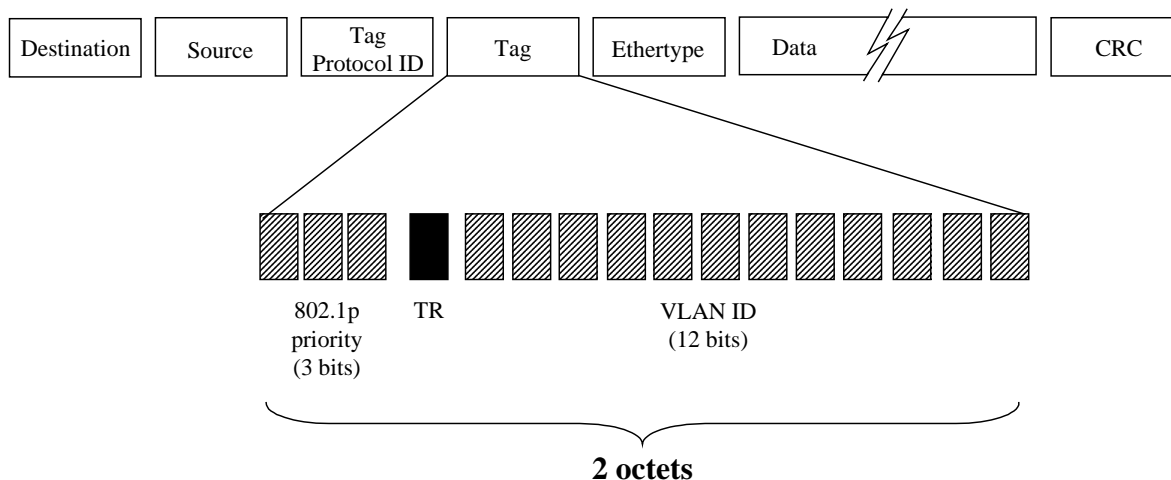 Destination
Source
Tag
Protocol ID
Tag
Ethertype
Data
CRC
802.1p
priority
(3 bits)
TR
VLAN ID
(12 bits)
2 octets